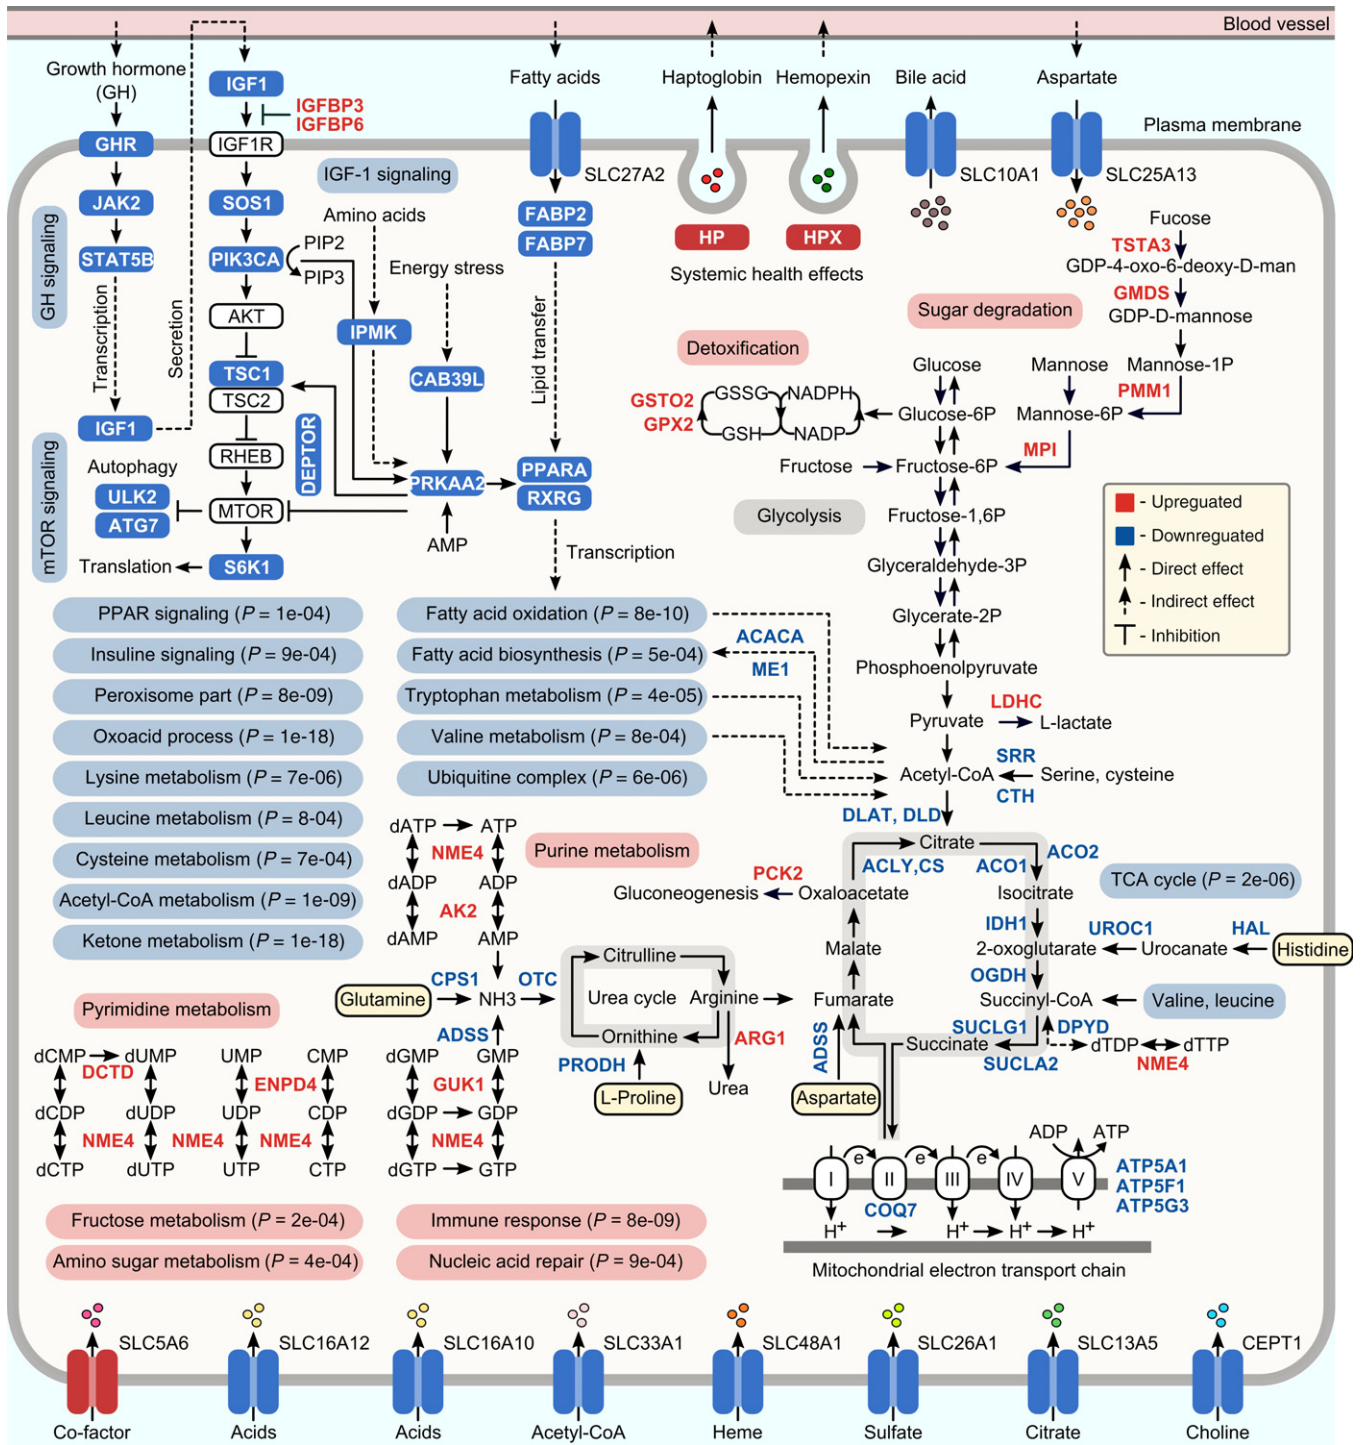 Blood vessel
Growth hormone
(GH)
IGF1
IGFBP3
IGFBP6
Fatty acids
Haptoglobin
Hemopexin
Bile acid
Aspartate
Plasma membrane
GHR
IGF1R
IGF-1 signaling
SLC27A2
SLC10A1
SLC25A13
JAK2
SOS1
Amino acids
FABP2
FABP7
HP
HPX
Fucose
TSTA3
GH signaling
STAT5B
PIK3CA
PIP2
PIP3
Energy stress
Systemic health effects
GDP-4-oxo-6-deoxy-D-man
GMDS
GDP-D-mannose
Transcription
Secretion
AKT
IPMK
Lipid transfer
Sugar degradation
Detoxification
TSC1
TSC2
CAB39L
Glucose
Mannose
Mannose-1P
PMM1
GSTO2
GPX2
GSSG
NADPH
GSH
NADP
Glucose-6P
Mannose-6P
MPI
IGF1
DEPTOR
RHEB
mTOR signaling
Autophagy
ULK2
ATG7
MTOR
PRKAA2
PPARA
RXRG
Fructose
Fructose-6P
Glycolysis
Fructose-1,6P
AMP
Translation
S6K1
Transcription
Glyceraldehyde-3P
Glycerate-2P
Phosphoenolpyruvate
Pyruvate
LDHC
L-lactate
- Upreguated
- Downreguated
- Direct effect
- Indirect effect
- Inhibition
PPAR signaling (P = 1e-04)
Insuline signaling (P = 9e-04)
Peroxisome part (P = 8e-09)
Oxoacid process (P = 1e-18)
Lysine metabolism (P = 7e-06)
Leucine metabolism (P = 8-04)
Cysteine metabolism (P = 7e-04)
Acetyl-CoA metabolism (P = 1e-09)
Ketone metabolism (P = 1e-18)
Fatty acid oxidation (P = 8e-10)
Fatty acid biosynthesis (P = 5e-04)
Tryptophan metabolism (P = 4e-05)
Valine metabolism (P = 8e-04)
Ubiquitine complex (P = 6e-06)
ACACA
ME1
Acetyl-CoA
SRR
CTH
Serine, cysteine
DLAT, DLD
Citrate
ACLY,CS
ACO1
ACO2
Isocitrate
TCA cycle (P = 2e-06)
PCK2
Gluconeogenesis
Oxaloacetate
IDH1
2-oxoglutarate
UROC1
Urocanate
HAL
Histidine
Malate
OGDH
Succinyl-CoA
Valine, leucine
Fumarate
SUCLG1
DPYD
Succinate
SUCLA2
dTDP
dTTP
NME4
dATP
ATP
NME4
dADP
ADP
AK2
dAMP
AMP
Purine metabolism
Glutamine
CPS1
NH3
OTC
Citrulline
Urea cycle
Arginine
Ornithine
ARG1
Urea
PRODH
L-Proline
ADSS
Aspartate
ADSS
dGMP
GMP
GUK1
dGDP
GDP
NME4
dGTP
GTP
Pyrimidine metabolism
dCMP
dUMP
DCTD
UMP
CMP
ENPD4
dCDP
dUDP
UDP
CDP
NME4
NME4
NME4
dCTP
dUTP
UTP
CTP
ADP
ATP
I
e
II
e
III
IV
e
V
ATP5A1
ATP5F1
ATP5G3
COQ7
H+
H+
H+
H+
Mitochondrial electron transport chain
Fructose metabolism (P = 2e-04)
Amino sugar metabolism (P = 4e-04)
Immune response (P = 8e-09)
Nucleic acid repair (P = 9e-04)
SLC5A6
SLC16A12
SLC16A10
SLC33A1
SLC48A1
SLC26A1
SLC13A5
CEPT1
Co-factor
Acids
Acids
Acetyl-CoA
Heme
Sulfate
Citrate
Choline